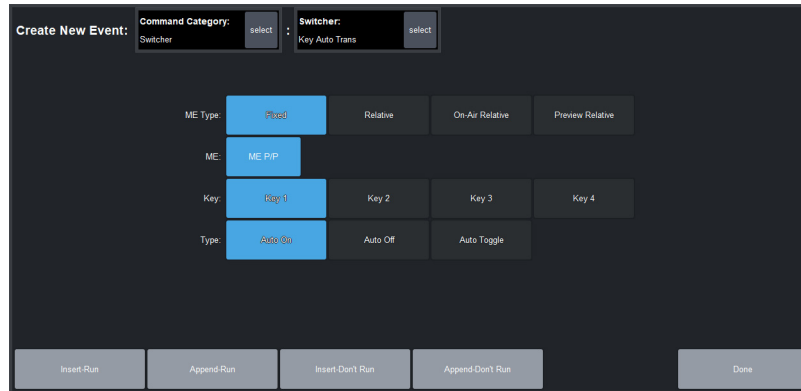 Create New Event:
Command Category:
Switcher
select
:
Switcher:
Key Auto Trans
select
ME Type:
Fixed
Relative
On-Air Relative
Preview Relative
ME:
ME P/P
Key:
Key 1
Key 2
Key 3
Key 4
Type:
Auto On
Auto Off
Auto Toggle
Insert-Run
Append-Run
Insert-Don't Run
Append-Don't Run
Done